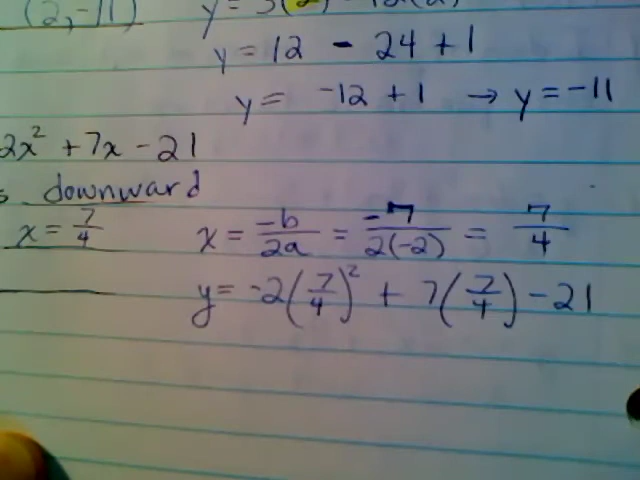 (2,-11)
y = 12 - 24 + 1
y = -12 + 1 → y = -11
2x² + 7x - 21
downward
x = 7/4 x = -b/2a = -7/2(-2) = 7/4
y = -2(7/4)² + 7(7/4) - 21